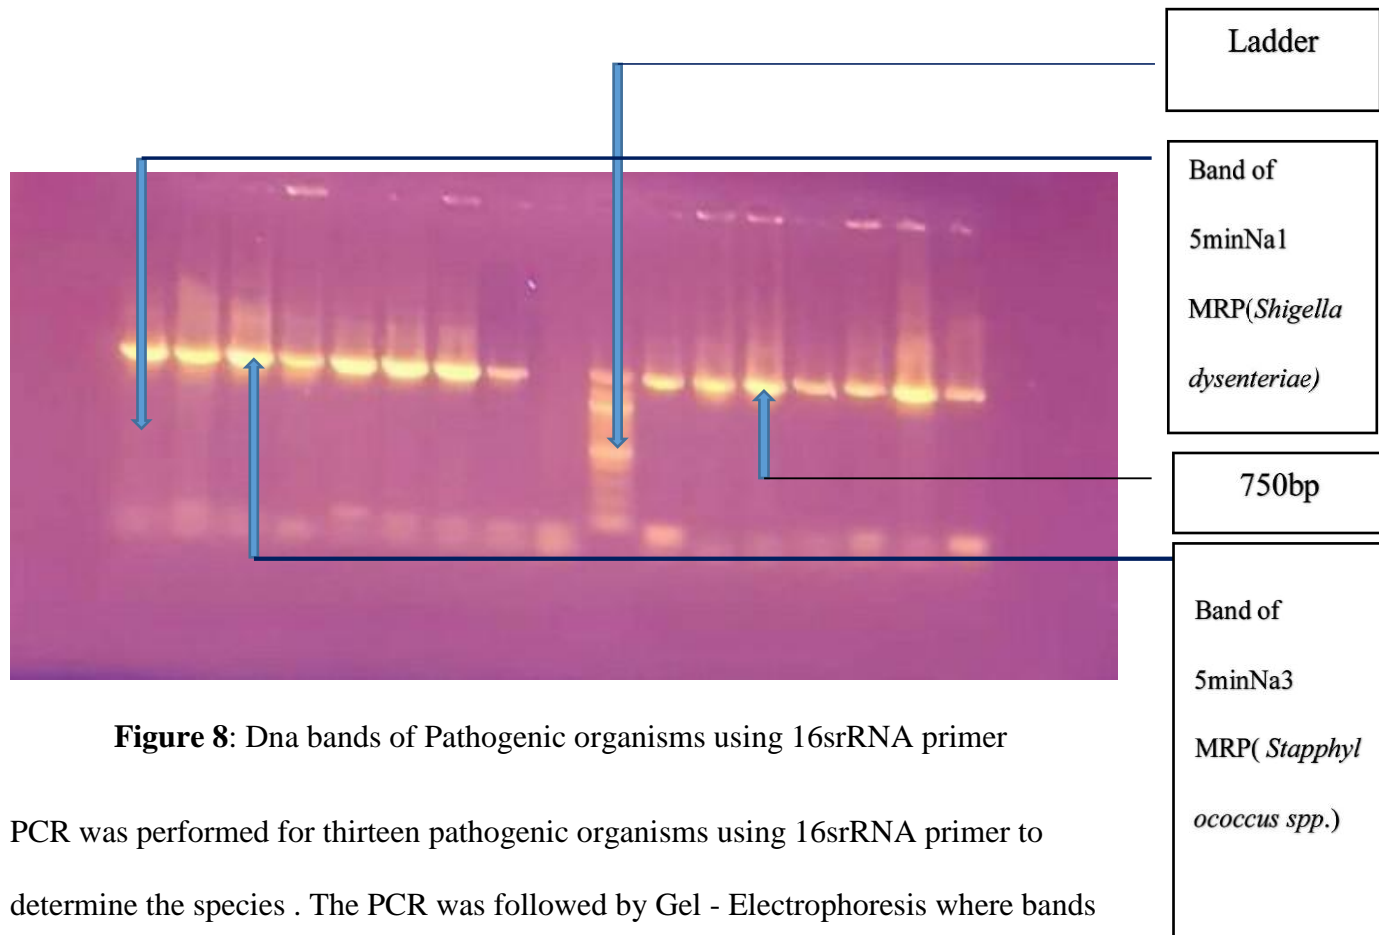 Ladder
Band of
5minNa1
MRP(Shigella
dysenteriae)
750bp
Band of
5minNa3
MRP( Stapphyl
ococcus spp.)
Figure 8: Dna bands of Pathogenic organisms using 16srRNA primer
PCR was performed for thirteen pathogenic organisms using 16srRNA primer to
determine the species . The PCR was followed by Gel - Electrophoresis where bands